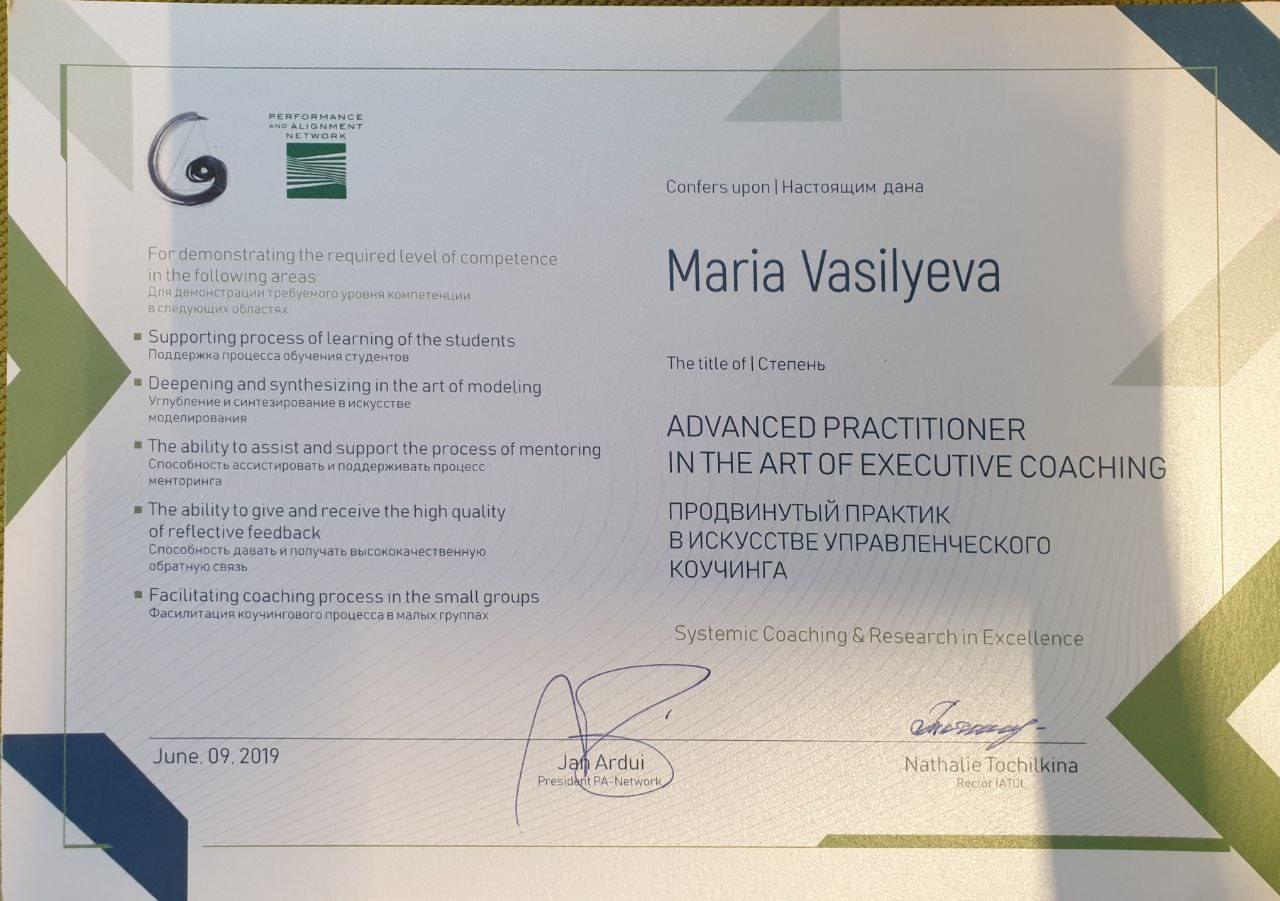 PERFORMANCE
AND ALIGNMENT
NETWORK
For demonstrating the required level of competence
in the following areas:
Для демонстрации требуемого уровня компетенции
в следующих областях
Supporting process of learning of the students
Поддержка процесса обучения студентов
Deepening and synthesizing in the art of modeling
Углубление и синтезирование в искусстве
моделирования
The ability to assist and support the process of mentoring
Способность ассистировать и поддерживать процесс
менторинга
The ability to give and receive the high quality
of reflective feedback
Способность давать и получать высококачественную
обратную связь
Facilitating coaching process in the small groups
Фасилитация коучингового процесса в малых группах
Confers upon | Настоящим дана
Maria Vasilyeva
The title of | Степень
ADVANCED PRACTITIONER
IN THE ART OF EXECUTIVE COACHING
ПРОДВИНУТЫЙ ПРАКТИК
В ИСКУССТВЕ УПРАВЛЕНЧЕСКОГО
КОУЧИНГА
Systemic Coaching & Research in Excellence
June. 09. 2019
Jan Ardui
President PA-Network
Nathalie Tochilkina
Rector IATCL